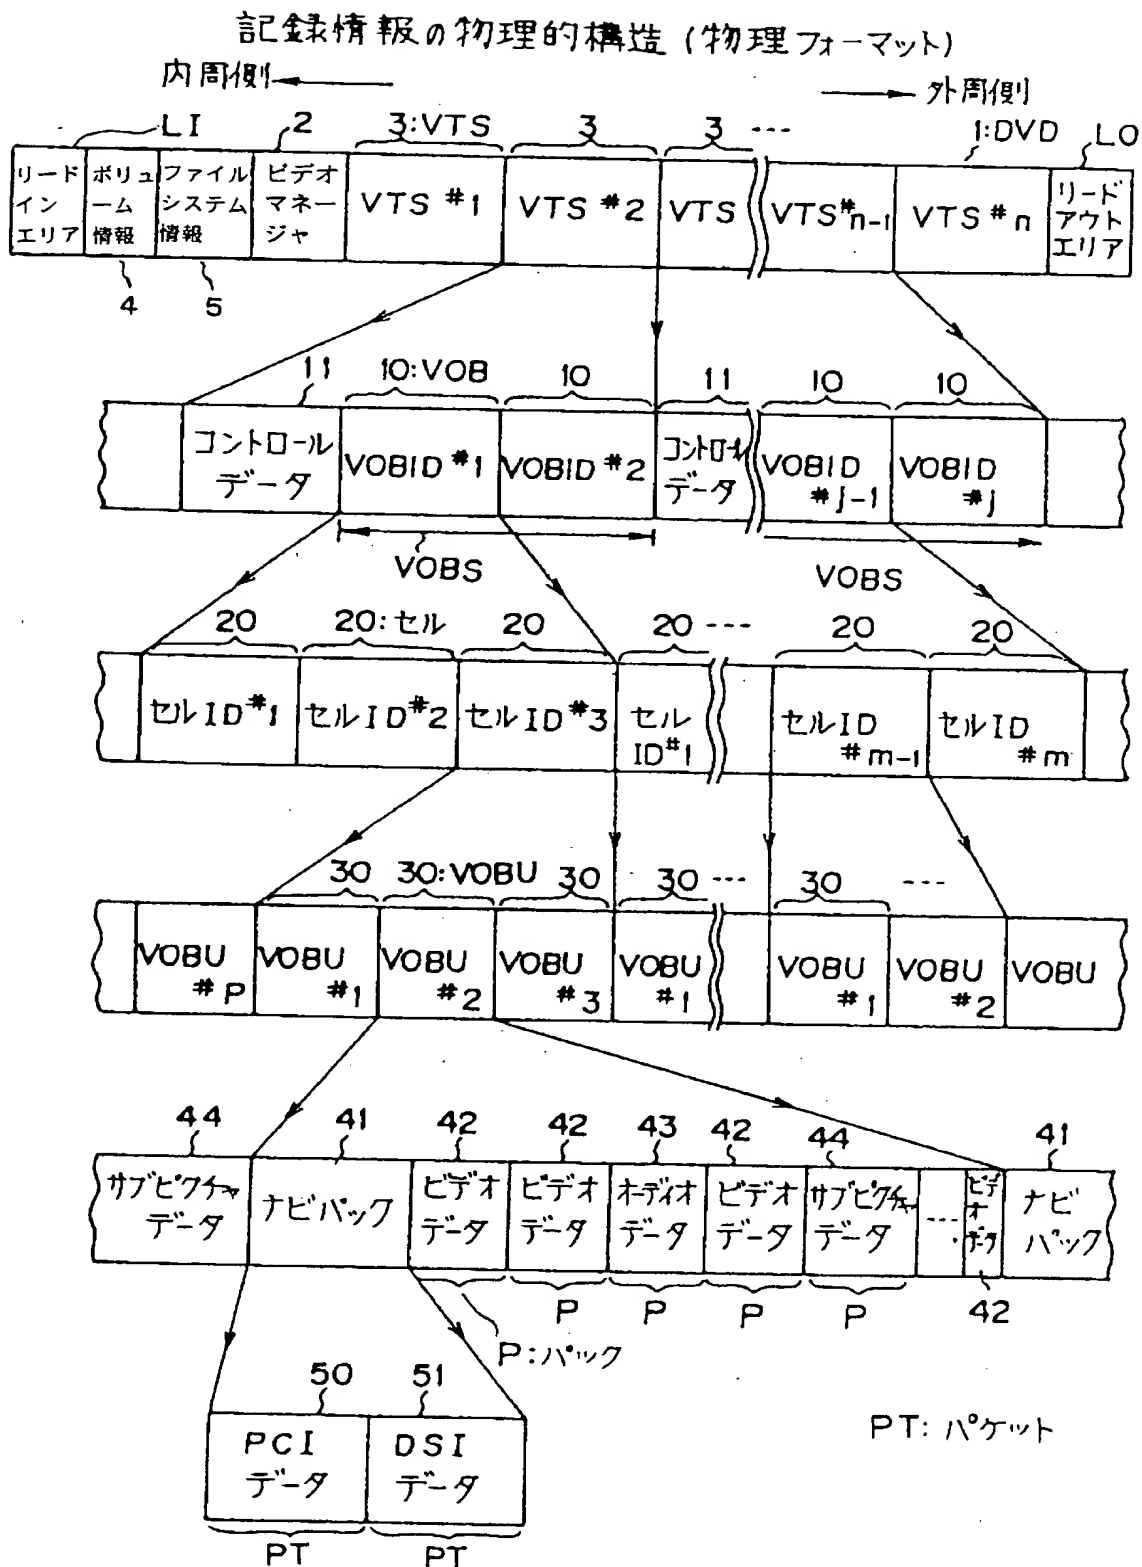 記録情報の物理的構造(物理フォーマット)
内周側 外周側
LI 2 3:VTS 3 3 --- 1:DVD LO
リード ボリュ ファイル ビデオ リード
イン ーム システム マネー VTS #1 VTS #2 VTS VTS#n-1 VTS #n アウト
エリア 情報 情報 ジャ エリア
4 5
11 10:VOB 10 11 10 10
コントロール VOBID #1 VOBID #2 コントロール VOBID VOBID
データ データ #j-1 #j
VOBS VOBS
20 20:セル 20 20 --- 20 20
セルID#1 セルID#2 セルID#3 セル セルID セルID
ID#1 #m-1 #m
30 30:VOBU 30 30 --- 30 ---
VOBU VOBU VOBU VOBU VOBU VOBU VOBU VOBU
#P #1 #2 #3 #1 #1 #2
44 41 42 42 43 42 44 41
サブピクチャ ナビパック ビデオ ビデオ オーディオ ビデオ サブピクチャ ---- ビデオ ナビ
データ データ データ データ データ データ データ パック
P P P P 42
P:パック
50 51
PCI DSI
データ データ
PT PT
PT:パケット